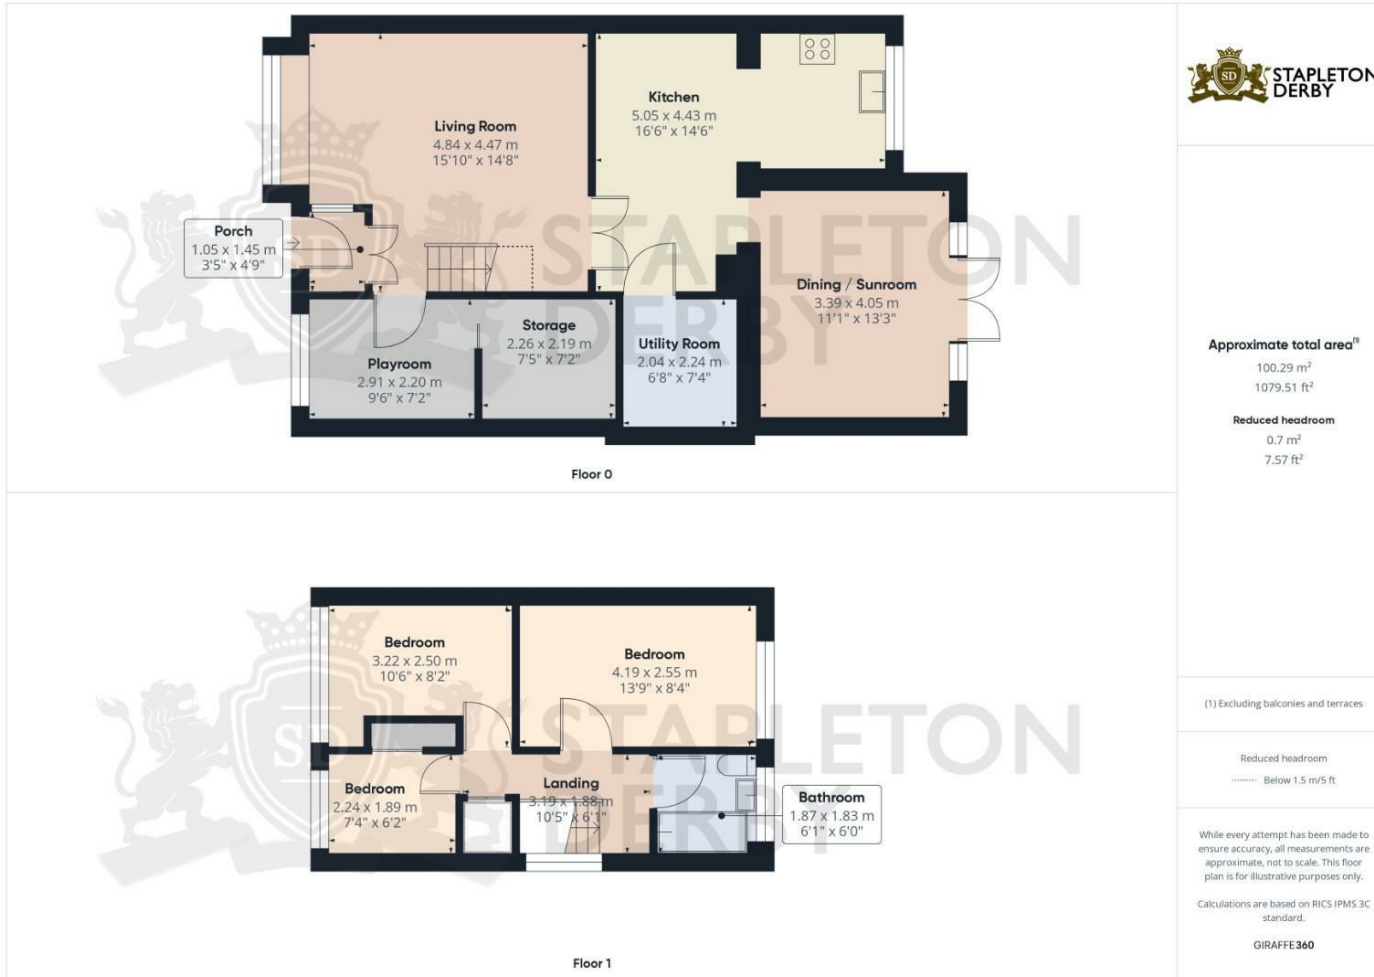 Living Room
4.84 x 4.47 m
15'10" x 14'8"
Kitchen
5.05 x 4.43 m
16'6" x 14'6"
Porch
1.05 x 1.45 m
3'5" x 4'9"
Dining / Sunroom
3.39 x 4.05 m
11'1" x 13'3"
Storage
2.26 x 2.19 m
7'5" x 7'2"
Playroom
2.91 x 2.20 m
9'6" x 7'2"
Utility Room
2.04 x 2.24 m
6'8" x 7'4"
SD STAPLETON
DERBY
Floor 0
Bedroom
3.22 x 2.50 m
10'6" x 8'2"
Bedroom
4.19 x 2.55 m
13'9" x 8'4"
Bedroom
2.24 x 1.89 m
7'4" x 6'2"
Landing
3.19 x 1.88 m
10'5" x 6'1"
Bathroom
1.87 x 1.83 m
6'1" x 6'0"
SD STAPLETON
DERBY
Floor 1
SD STAPLETON
DERBY
Approximate total area(1)
100.29 m²
1079.51 ft²
Reduced headroom
0.7 m²
7.57 ft²
(1) Excluding balconies and terraces
Reduced headroom
Below 1.5 m/5 ft
While every attempt has been made to
ensure accuracy, all measurements are
approximate, not to scale. This floor
plan is for illustrative purposes only.
Calculations are based on RICS IPMS 3C
standard.
GIRAFFE360